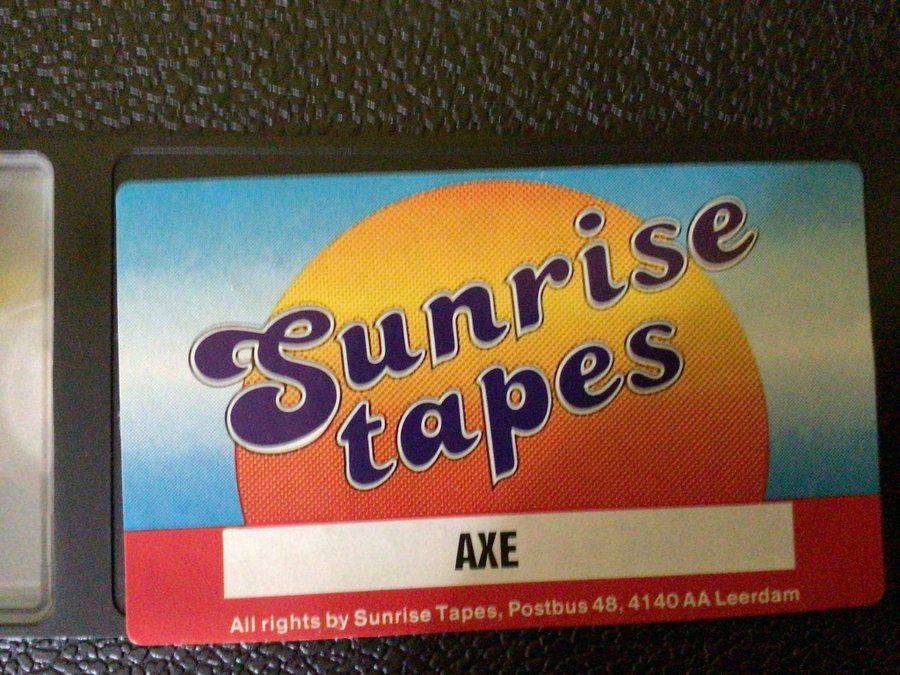 Sunrise
tapes
AXE
All rights by Sunrise Tapes, Postbus 48, 4140 AA Leerdam